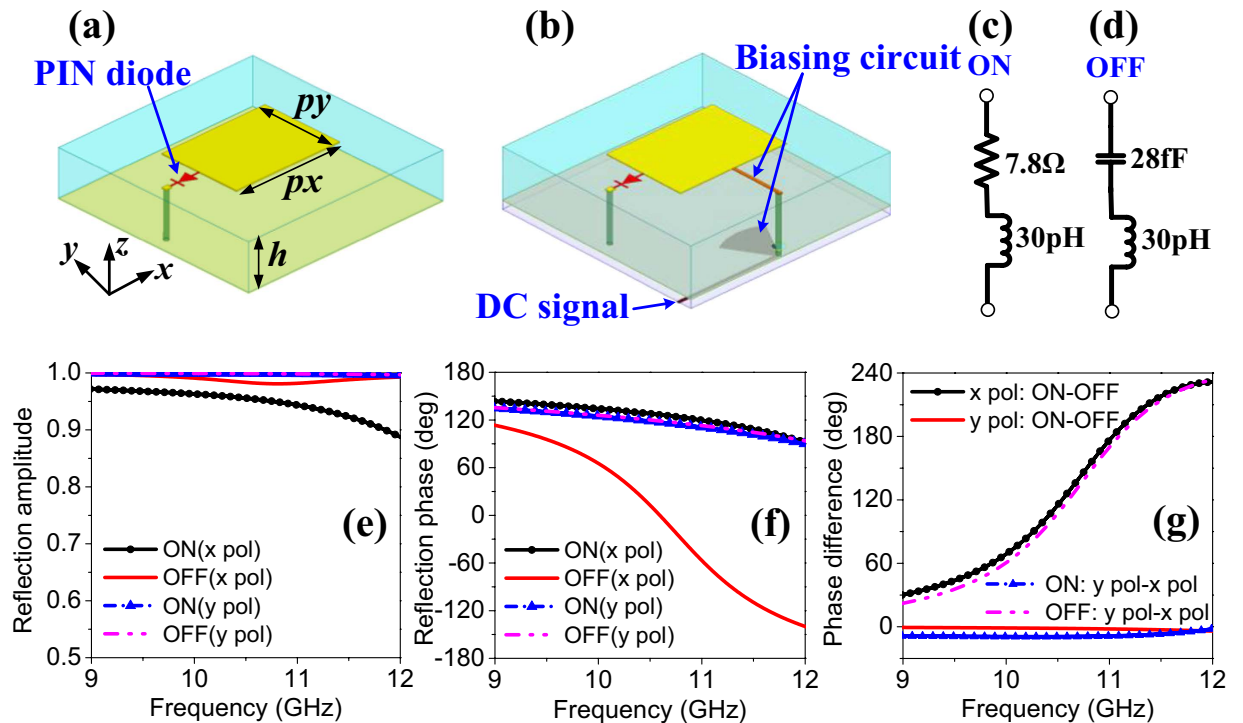 (a)
PIN diode
py
px
h
y
z
x
(b)
Biasing circuit
DC signal
(c)
ON
7.8Ω
30pH
(d)
OFF
28fF
30pH
Reflection amplitude
1.0
0.9
0.8
0.7
0.6
0.5
(e)
ON(x pol)
OFF(x pol)
ON(y pol)
OFF(y pol)
9 10 11 12
Frequency (GHz)
Reflection phase (deg)
180
120
60
0
-60
-120
-180
(f)
ON(x pol)
OFF(x pol)
ON(y pol)
OFF(y pol)
9 10 11 12
Frequency (GHz)
Phase difference (deg)
240
180
120
60
0
x pol: ON-OFF
y pol: ON-OFF
(g)
ON: y pol-x pol
OFF: y pol-x pol
9 10 11 12
Frequency (GHz)